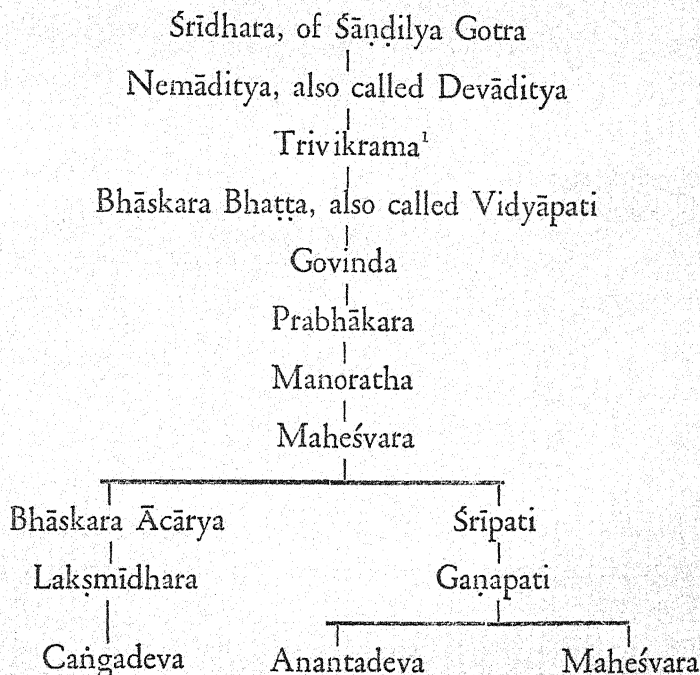 Śrīdhara, of Śāṇḍilya Gotra
Nemāditya, also called Devāditya
Trivikrama¹
Bhāskara Bhaṭṭa, also called Vidyāpati
Govinda
Prabhākara
Manoratha
Maheśvara
Bhāskara Ācārya Śrīpati
Lakṣmīdhara Gaṇapati
Caṅgadeva Anantadeva Maheśvara